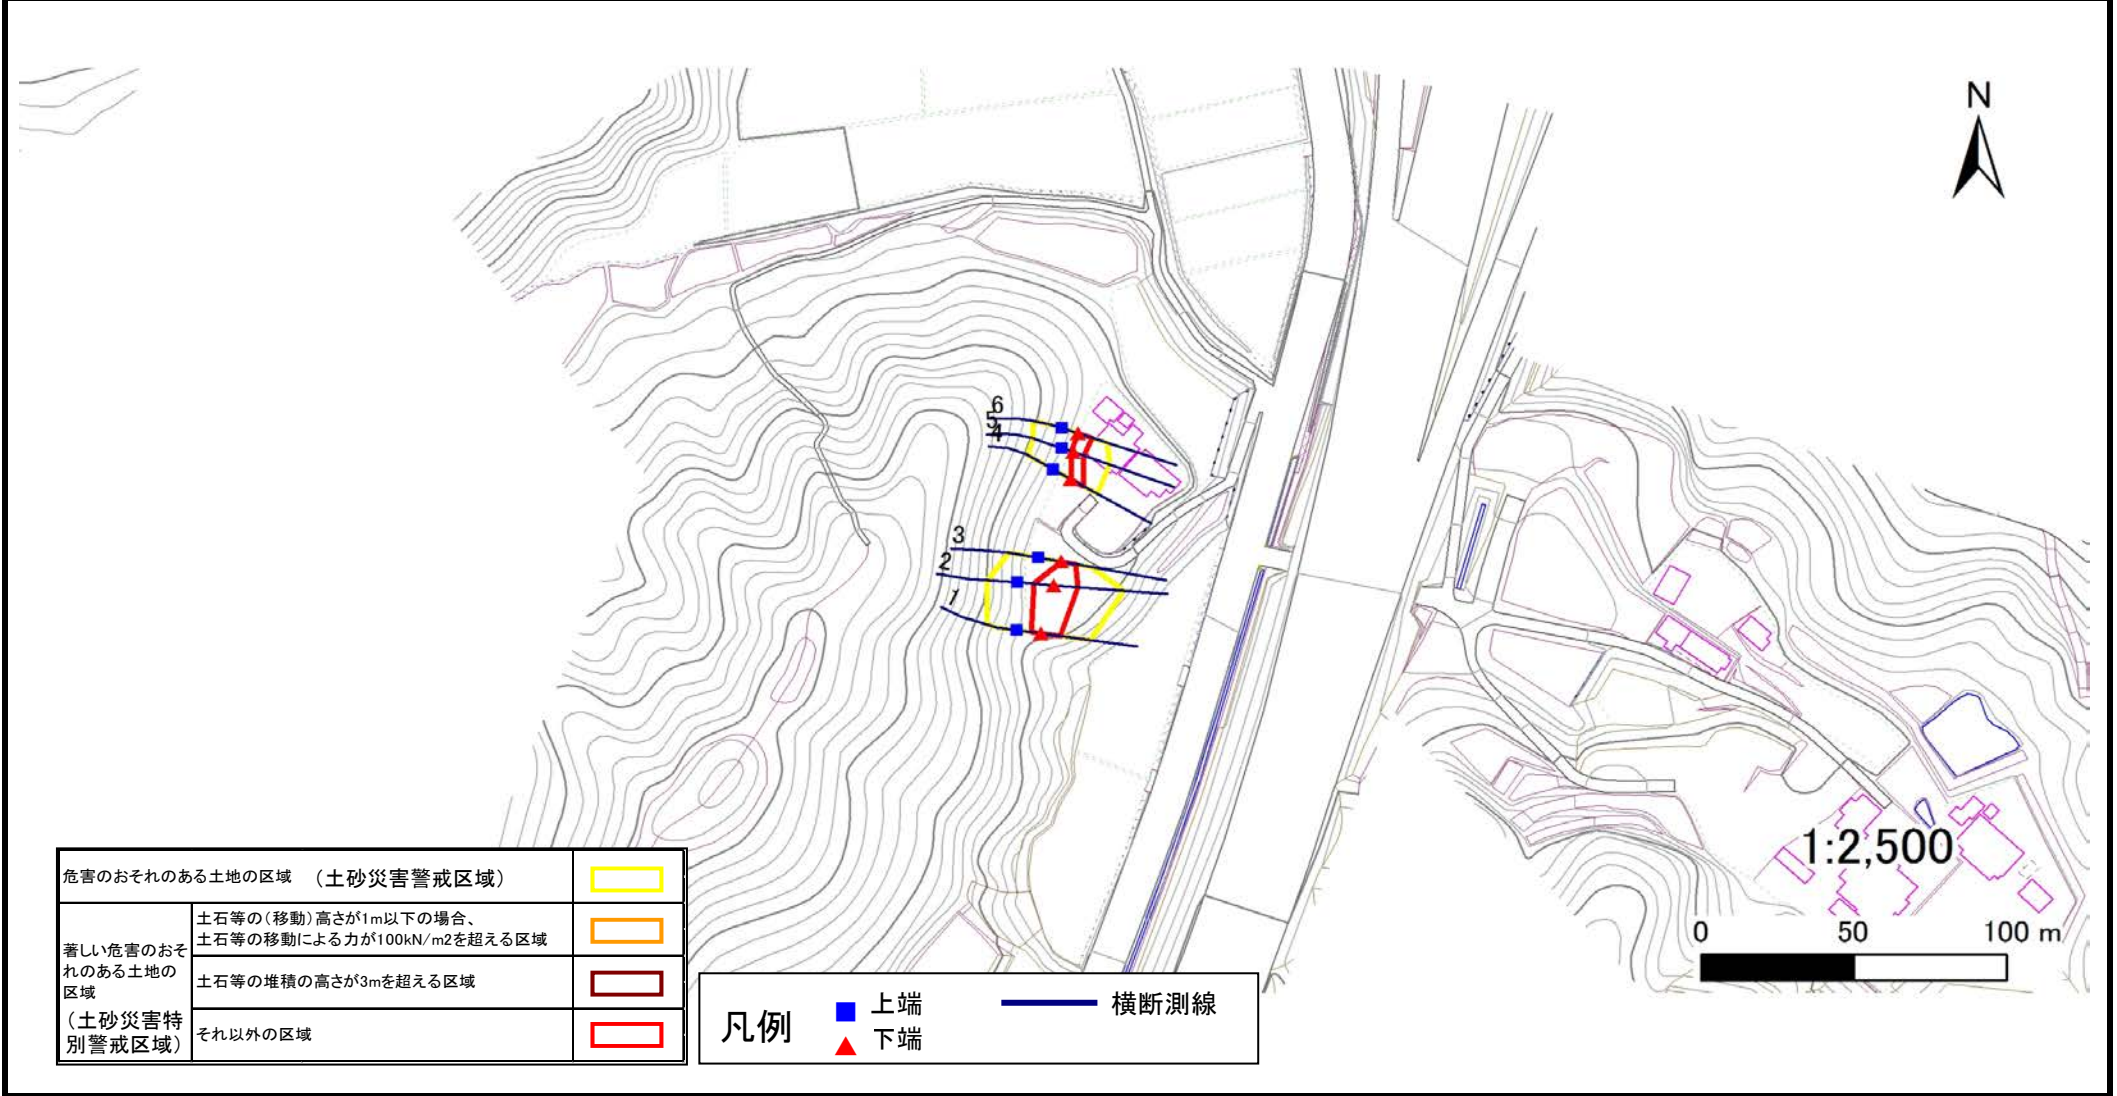 N
6
5
4
3
2
1
1:2,500
0 50 100 m
危害のおそれのある土地の区域 （土砂災害警戒区域）
著しい危害のおそ
れのある土地の
区域
（土砂災害特
別警戒区域）
土石等の（移動）高さが1m以下の場合、
土石等の移動による力が100kN/m2を超える区域
土石等の堆積の高さが3mを超える区域
それ以外の区域
凡例
上端
下端
横断測線